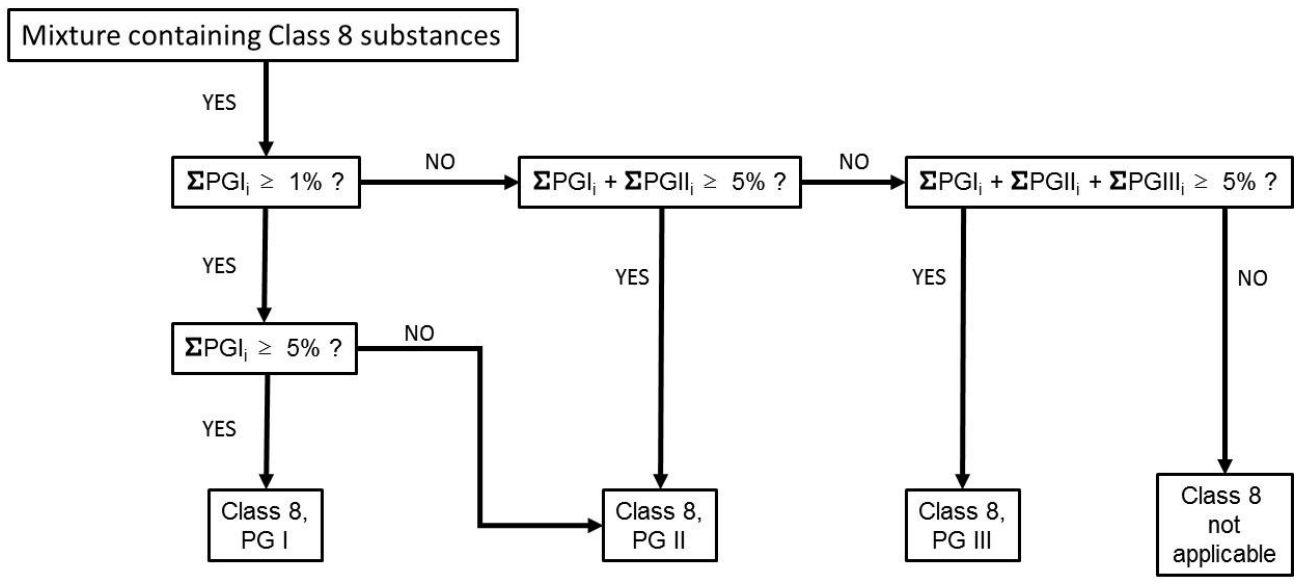 Mixture containing Class 8 substances
YES
ΣPGIi ≥ 1% ?
NO
ΣPGIi + ΣPGIIi ≥ 5% ?
NO
ΣPGIi + ΣPGIIi + ΣPGIIIi ≥ 5% ?
YES
YES
YES
NO
ΣPGIi ≥ 5% ?
NO
YES
Class 8,
PG I
Class 8,
PG II
Class 8,
PG III
Class 8
not
applicable